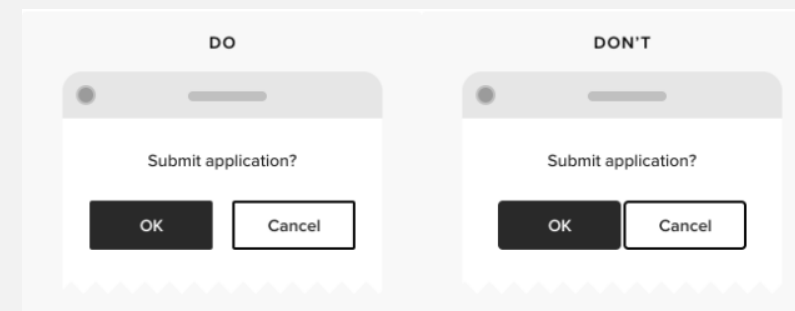 DO
DON'T
Submit application?
Submit application?
OK
Cancel
OK
Cancel